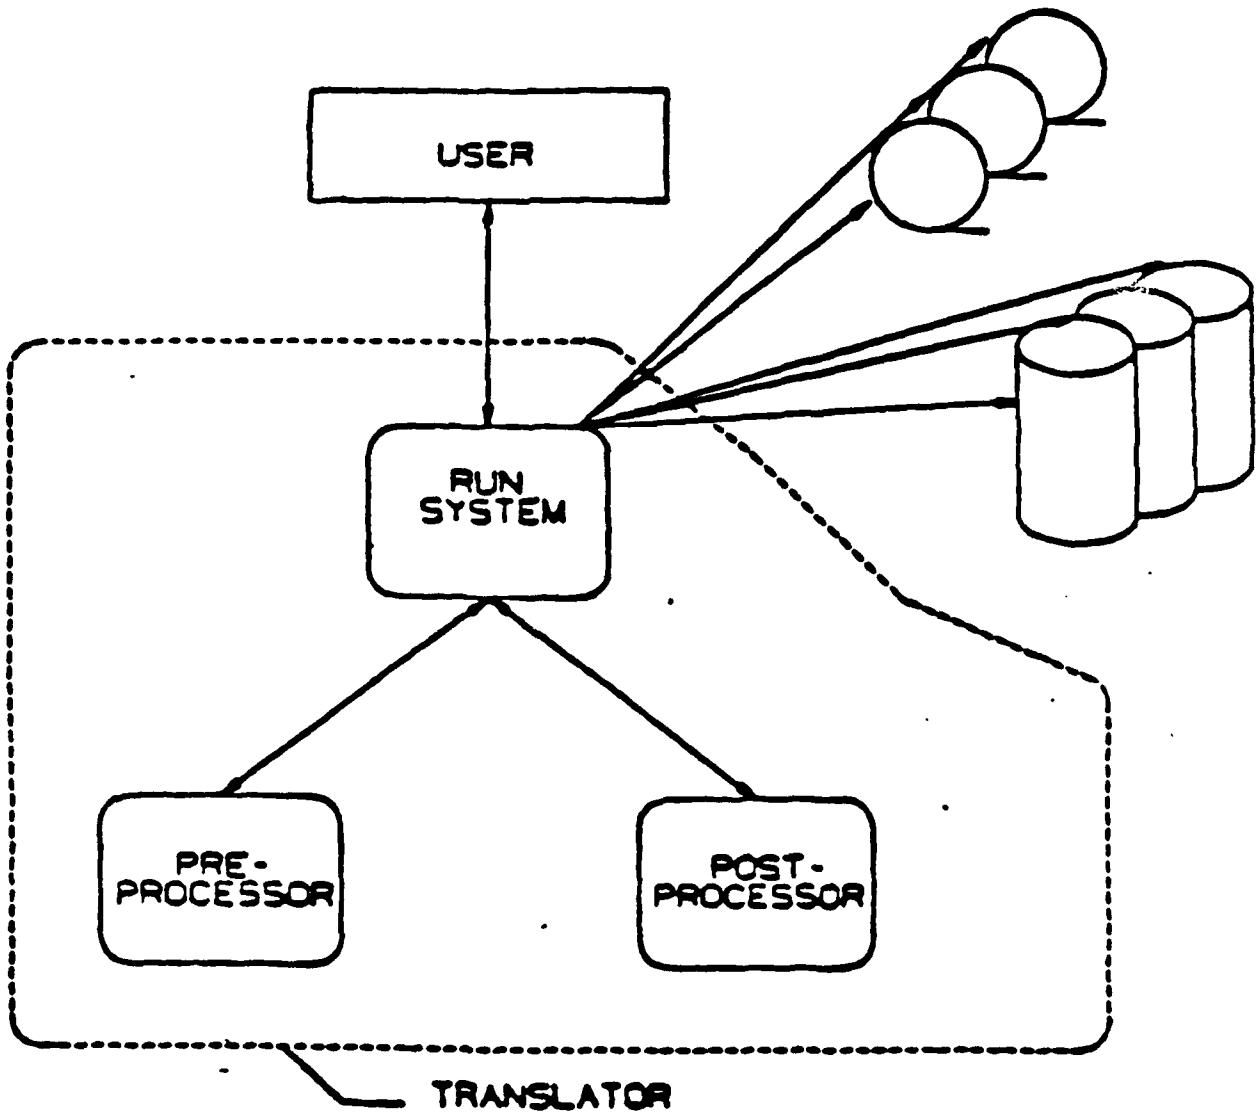 USER
RUN
SYSTEM
PRE-
PROCESSOR
POST-
PROCESSOR
TRANSLATOR